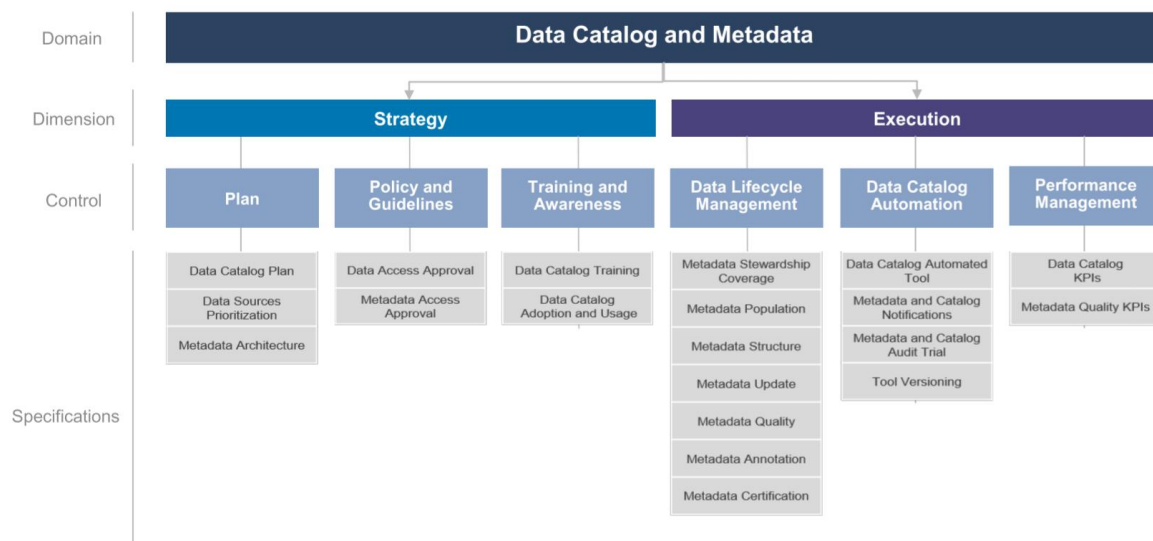 Domain
Data Catalog and Metadata
Dimension
Strategy
Execution
Control
Plan
Policy and
Guidelines
Training and
Awareness
Data Lifecycle
Management
Data Catalog
Automation
Performance
Management
Specifications
Data Catalog Plan
Data Sources
Prioritization
Metadata Architecture
Data Access Approval
Metadata Access
Approval
Data Catalog Training
Data Catalog
Adoption and Usage
Metadata Stewardship
Coverage
Metadata Population
Metadata Structure
Metadata Update
Metadata Quality
Metadata Annotation
Metadata Certification
Data Catalog Automated
Tool
Metadata and Catalog
Notifications
Metadata and Catalog
Audit Trial
Tool Versioning
Data Catalog
KPIs
Metadata Quality KPIs